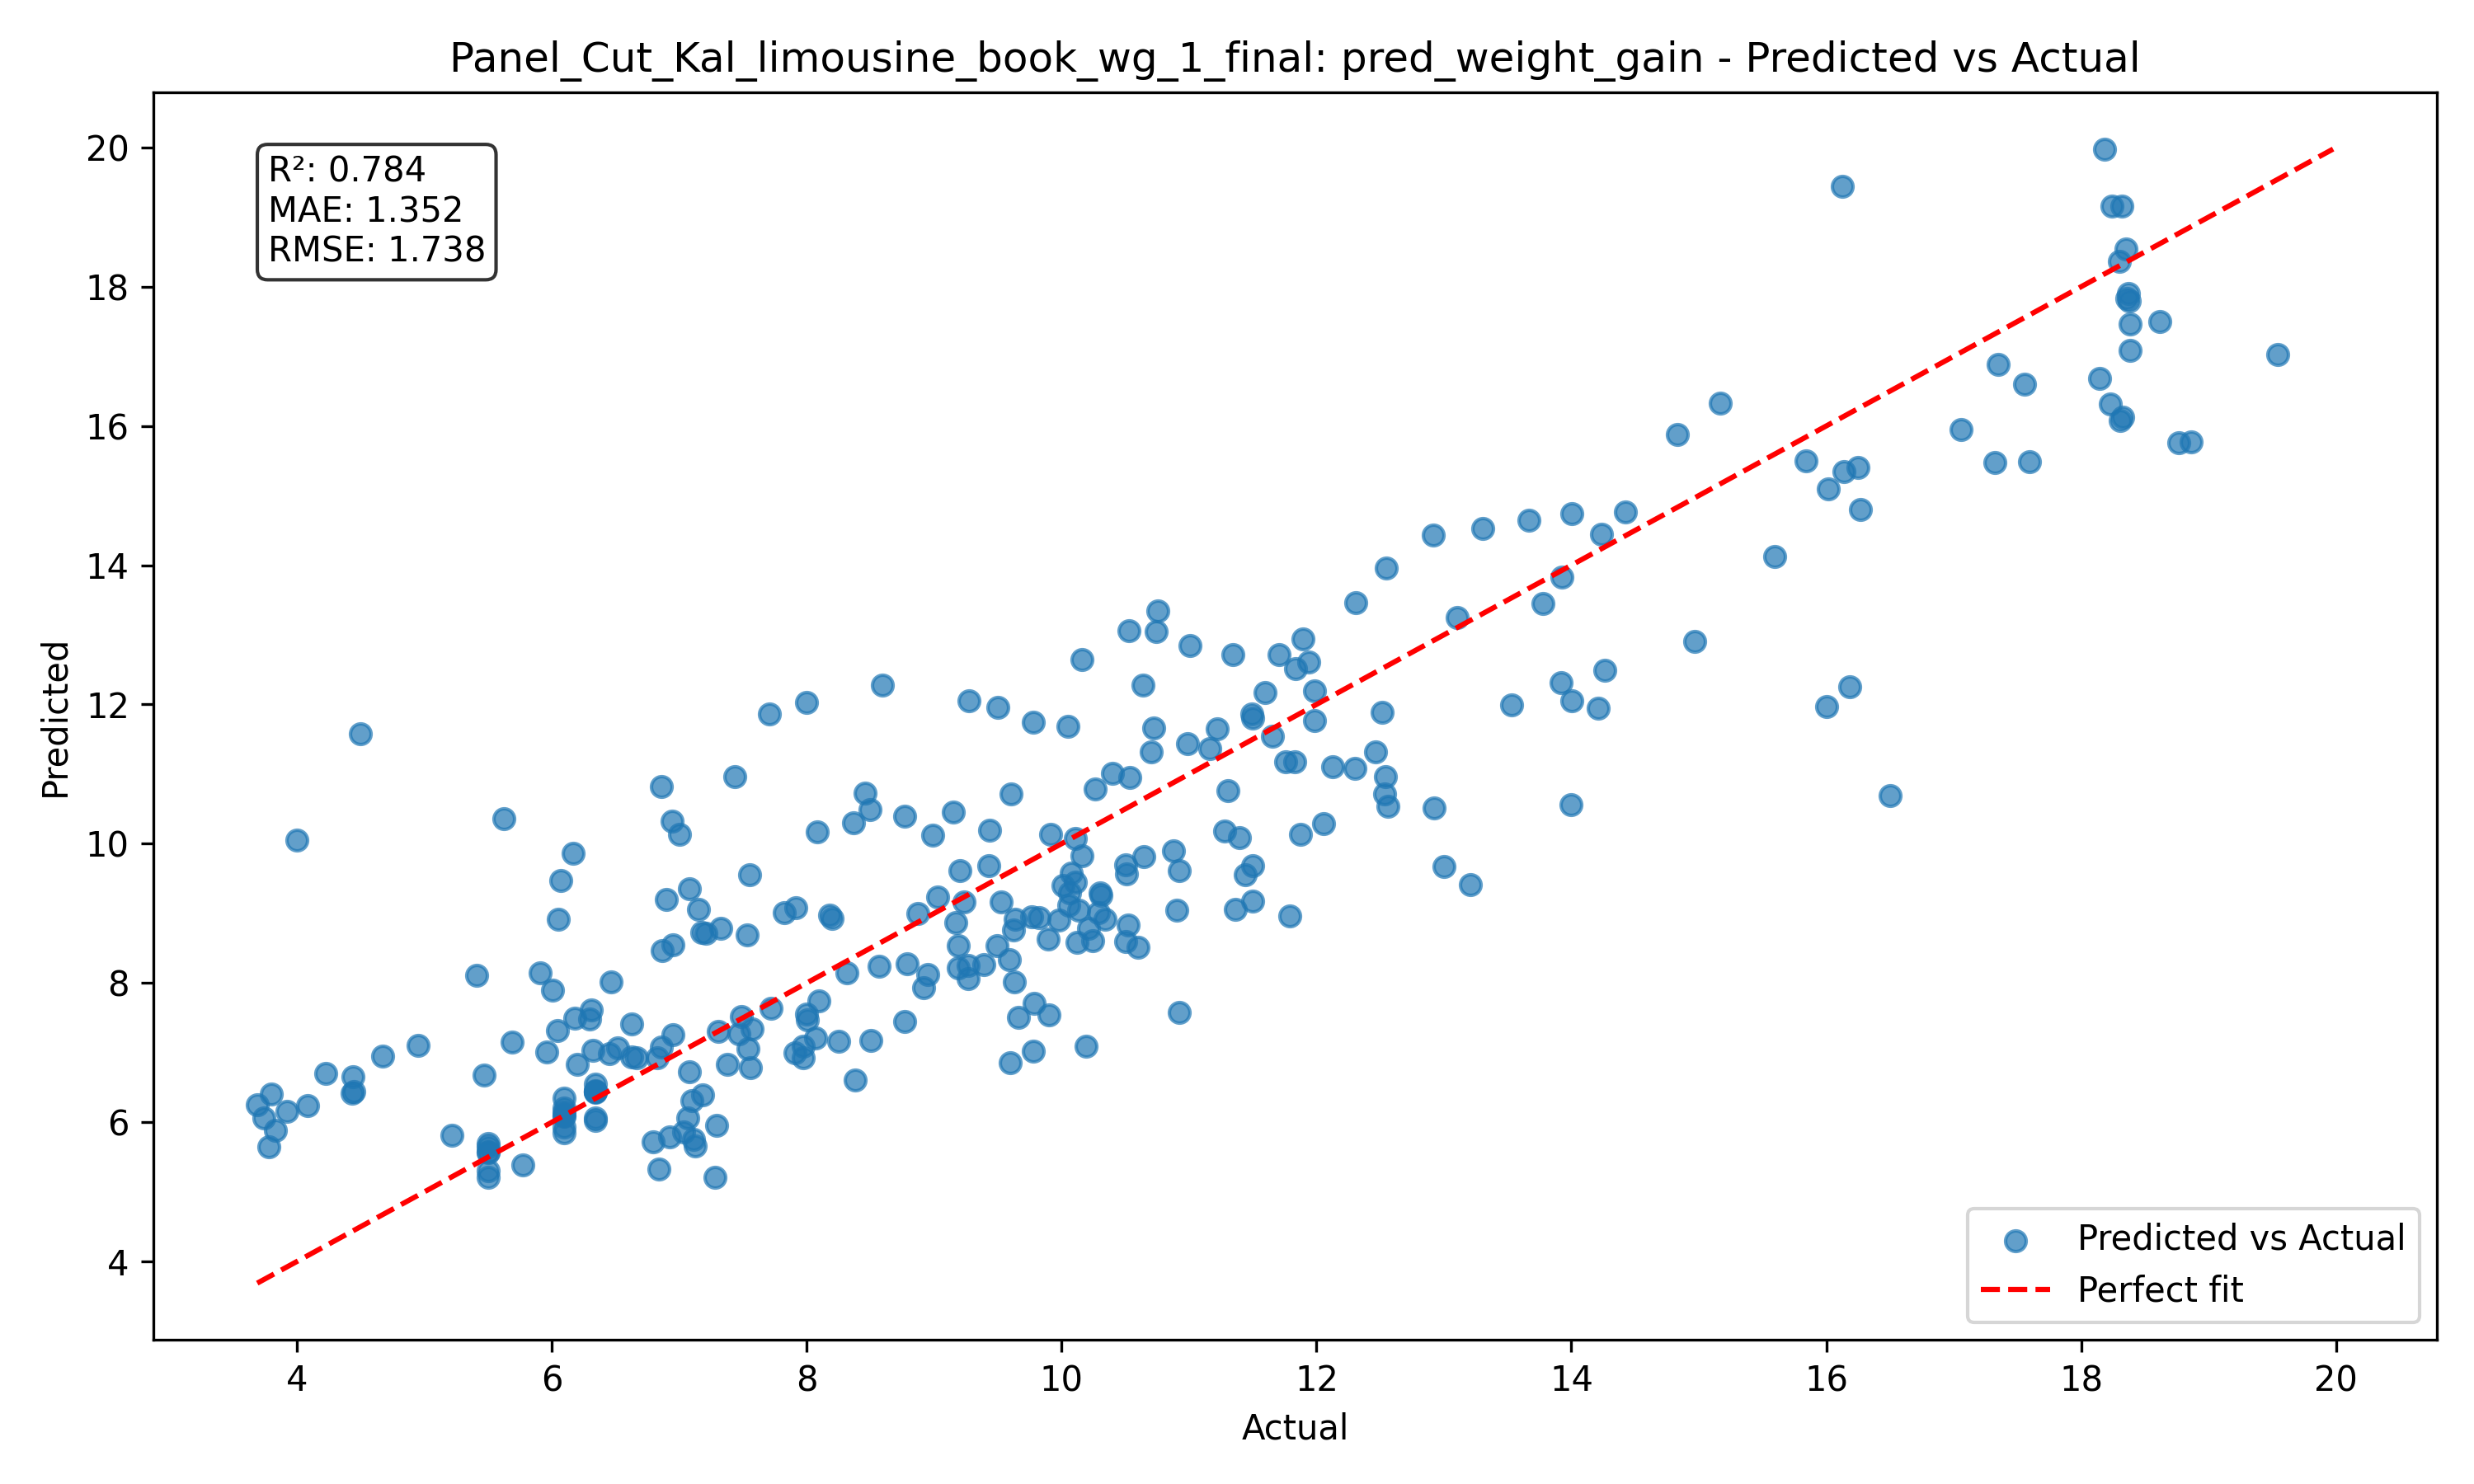 Panel_Cut_Kal_limousine_book_wg_1_final: pred_weight_gain - Predicted vs Actual
R²: 0.784
MAE: 1.352
RMSE: 1.738
20
18
16
14
12
10
8
6
4
Predicted
Predicted vs Actual
Perfect fit
4 6 8 10 12 14 16 18 20
Actual